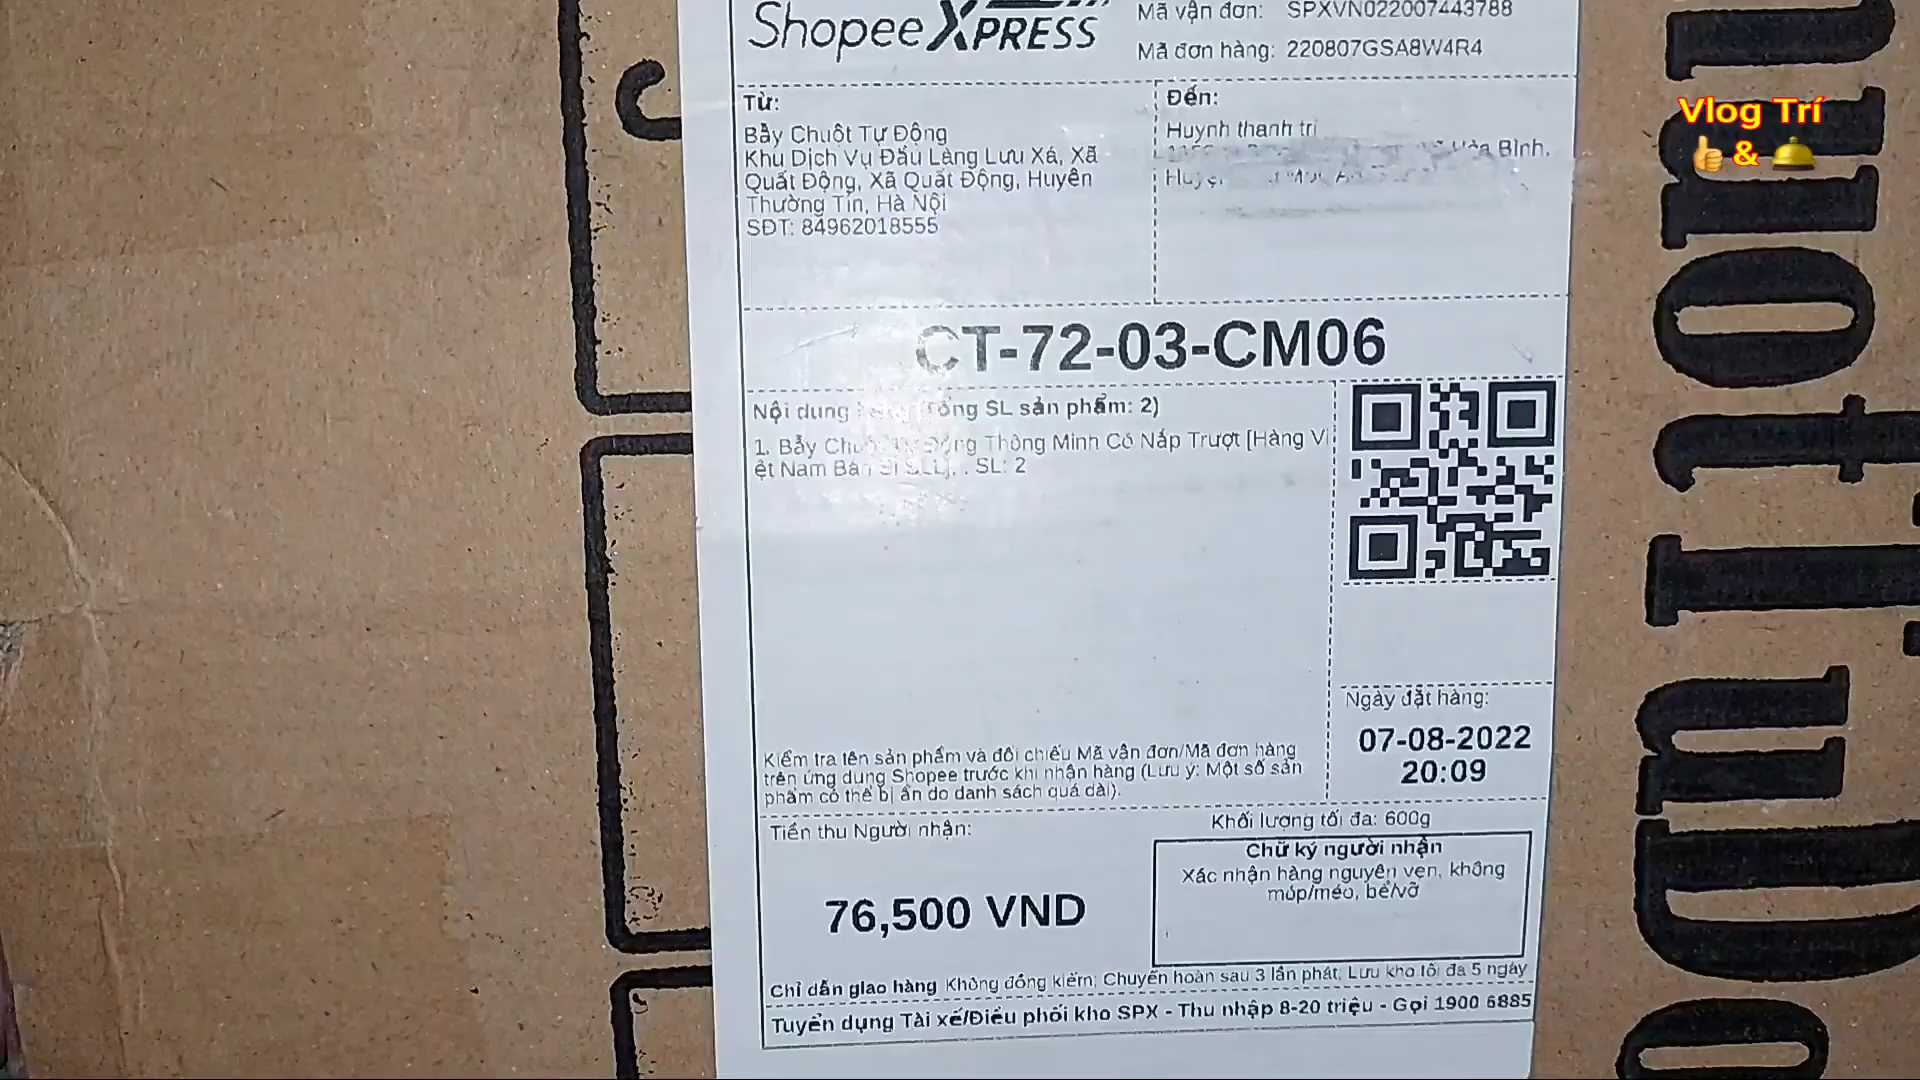 Shopee XPRESS
Mã vận đơn: SPXVN022007443788
Mã đơn hàng: 220807GSA8W4R4
Từ:
Bẫy Chuột Tự Động
Khu Dịch Vụ Đầu Làng Lưu Xá, Xã
Quất Động, Xã Quất Động, Huyện
Thường Tín, Hà Nội
SĐT: 84962018555
Đến:
Huynh thanh tri
Bình,
CT-72-03-CM06
Nội dung (Tổng SL sản phẩm: 2)
1. Bẫy Chuột Tự Động Thông Minh Có Nắp Trượt [Hàng Vi
ệt Nam Bán Sỉ SLL], . SL: 2
Kiểm tra tên sản phẩm và đối chiếu Mã vận đơn/Mã đơn hàng
trên ứng dụng Shopee trước khi nhận hàng (Lưu ý: Một số sản
phẩm có thể bị ẩn do danh sách quá dài).
Ngày đặt hàng:
07-08-2022
20:09
Tiền thu Người nhận:
76,500 VND
Khối lượng tối đa: 600g
Chữ ký người nhận
Xác nhận hàng nguyên vẹn, không
móp/méo, bể/vỡ
Chỉ dẫn giao hàng Không đồng kiểm; Chuyển hoàn sau 3 lần phát; Lưu kho tối đa 5 ngày
Tuyển dụng Tài xế/Điều phối kho SPX - Thu nhập 8-20 triệu - Gọi 1900 6885
Vlog Trí
👍 & 🛎️